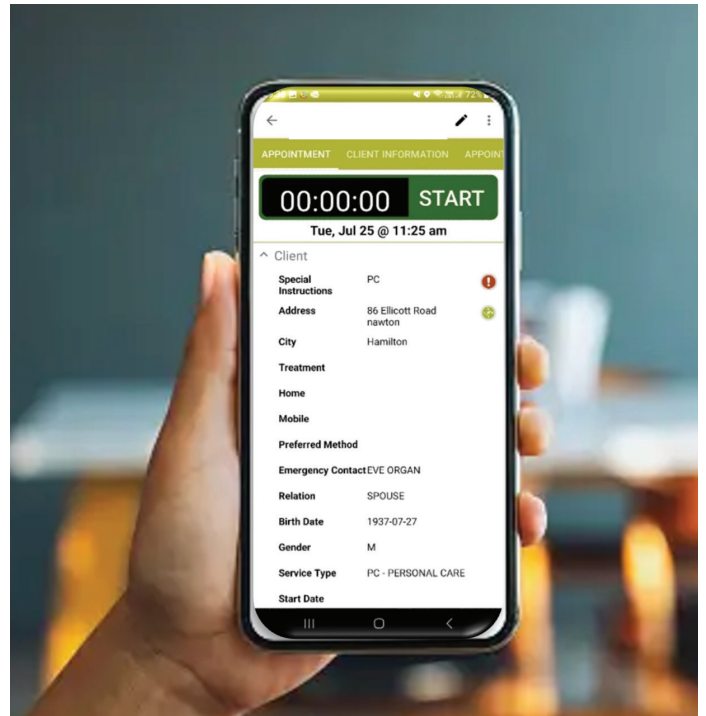 72%
APPOINTMENT CLIENT INFORMATION APPOIN
00:00:00 START
Tue, Jul 25 @ 11:25 am
Client
Special Instructions PC
Address 86 Ellicott Road
nawton
City Hamilton
Treatment
Home
Mobile
Preferred Method
Emergency Contact EVE ORGAN
Relation SPOUSE
Birth Date 1937-07-27
Gender M
Service Type PC - PERSONAL CARE
Start Date